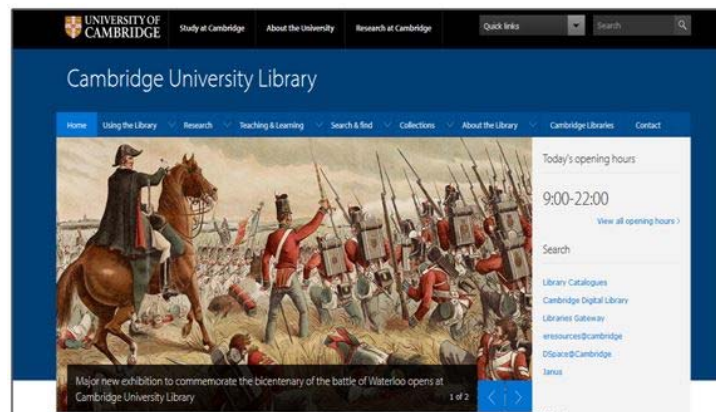 UNIVERSITY OF
CAMBRIDGE
Study at Cambridge
About the University
Research at Cambridge
Quick links
Search
Cambridge University Library
Home
Using the Library
Research
Teaching & Learning
Search & find
Collections
About the Library
Cambridge Libraries
Contact
Major new exhibition to commemorate the bicentenary of the battle of Waterloo opens at
Cambridge University Library
1 of 2
Today's opening hours
9:00-22:00
View all opening hours >
Search
Library Catalogues
Cambridge Digital Library
Libraries Gateway
eresources@cambridge
DSpace@Cambridge
Janus